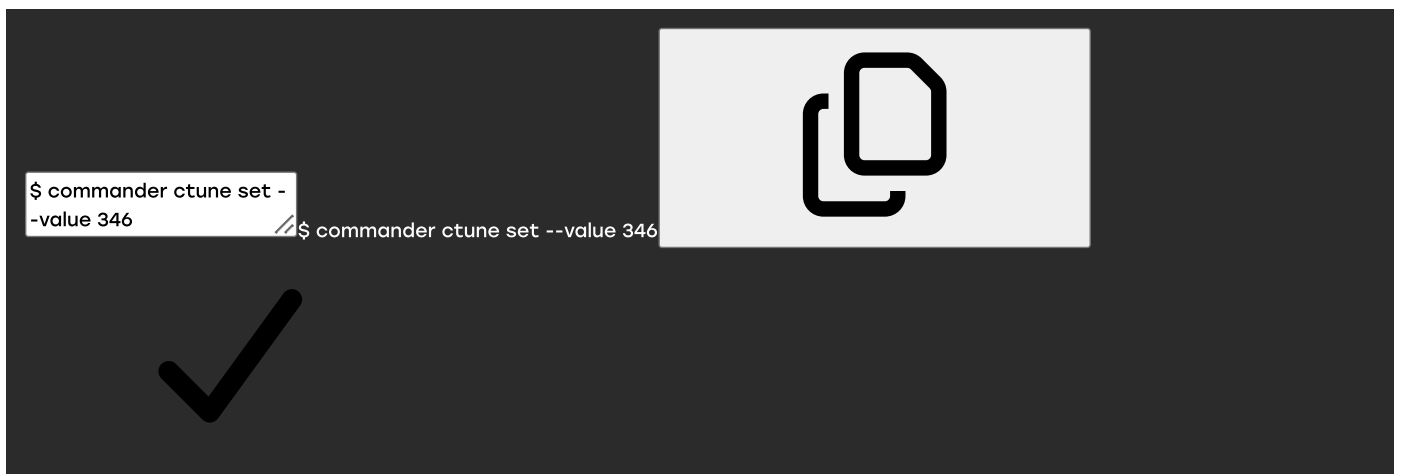 $ commander ctune set -
-value 346
$ commander ctune set --value 346